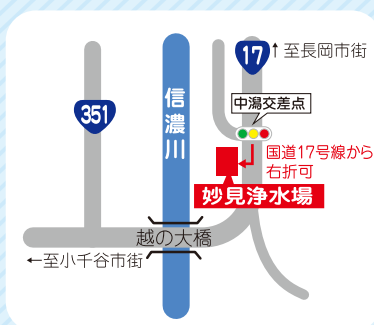 17
↑至長岡市街
351
信濃川
中潟交差点
国道17号線から
右折可
妙見浄水場
越の大橋
←至小千谷市街